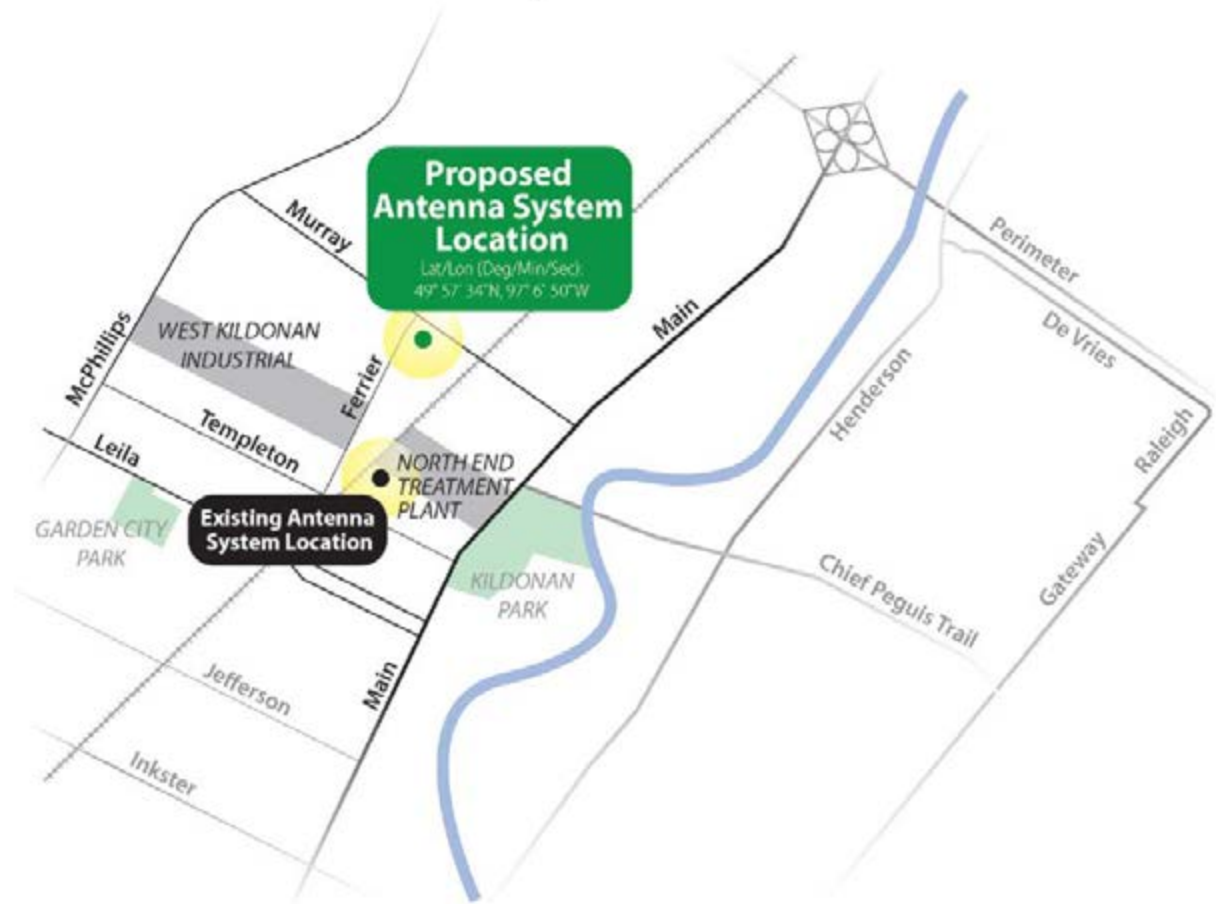 Proposed
Antenna System
Location
Lat/Lon (Deg/Min/Sec):
49° 57' 34"N, 97° 6' 50"W
Murray
Perimeter
De Vries
Main
McPhillips
WEST KILDONAN
INDUSTRIAL
Ferrier
Henderson
Raleigh
Templeton
Leila
NORTH END
TREATMENT
PLANT
Existing Antenna
System Location
GARDEN CITY
PARK
KILDONAN
PARK
Chief Peguis Trail
Gateway
Main
Jefferson
Inkster